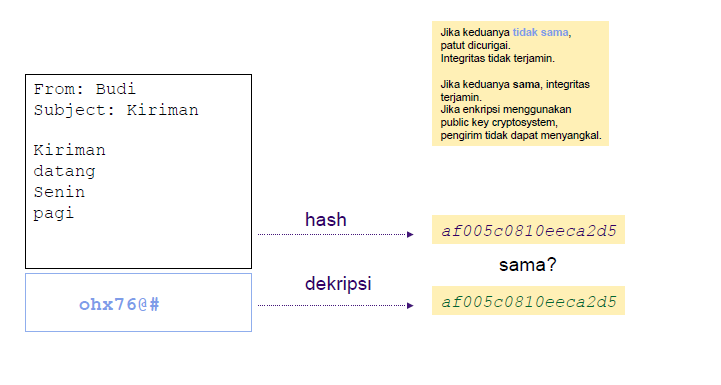 Jika keduanya tidak sama,
patut dicurigai.
Integritas tidak terjamin.
Jika keduanya sama, integritas
terjamin.
Jika enkripsi menggunakan
public key cryptosystem,
pengirim tidak dapat menyangkal.
From: Budi
Subject: Kiriman
Kiriman
datang
Senin
pagi
hash
af005c0810eeca2d5
sama?
ohx76@#
dekripsi
af005c0810eeca2d5